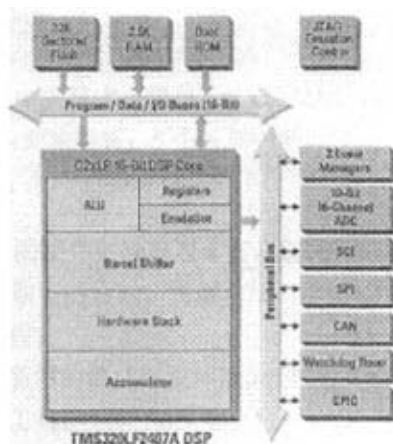 32K
Sectored
Flash
2.5K
RAM
Boot
ROM
JTAG
Emulation
Control
Program / Data / I/O Buses (16-Bit)
C2xLP 16-Bit DSP Core
ALU
Registers
Emulation
Barrel Shifter
Hardware Stack
Accumulator
Peripheral Bus
2 Event
Managers
10-Bit
16-Channel
ADC
SCI
SPI
CAN
Watchdog Timer
GPIO
TMS320LF2407A DSP